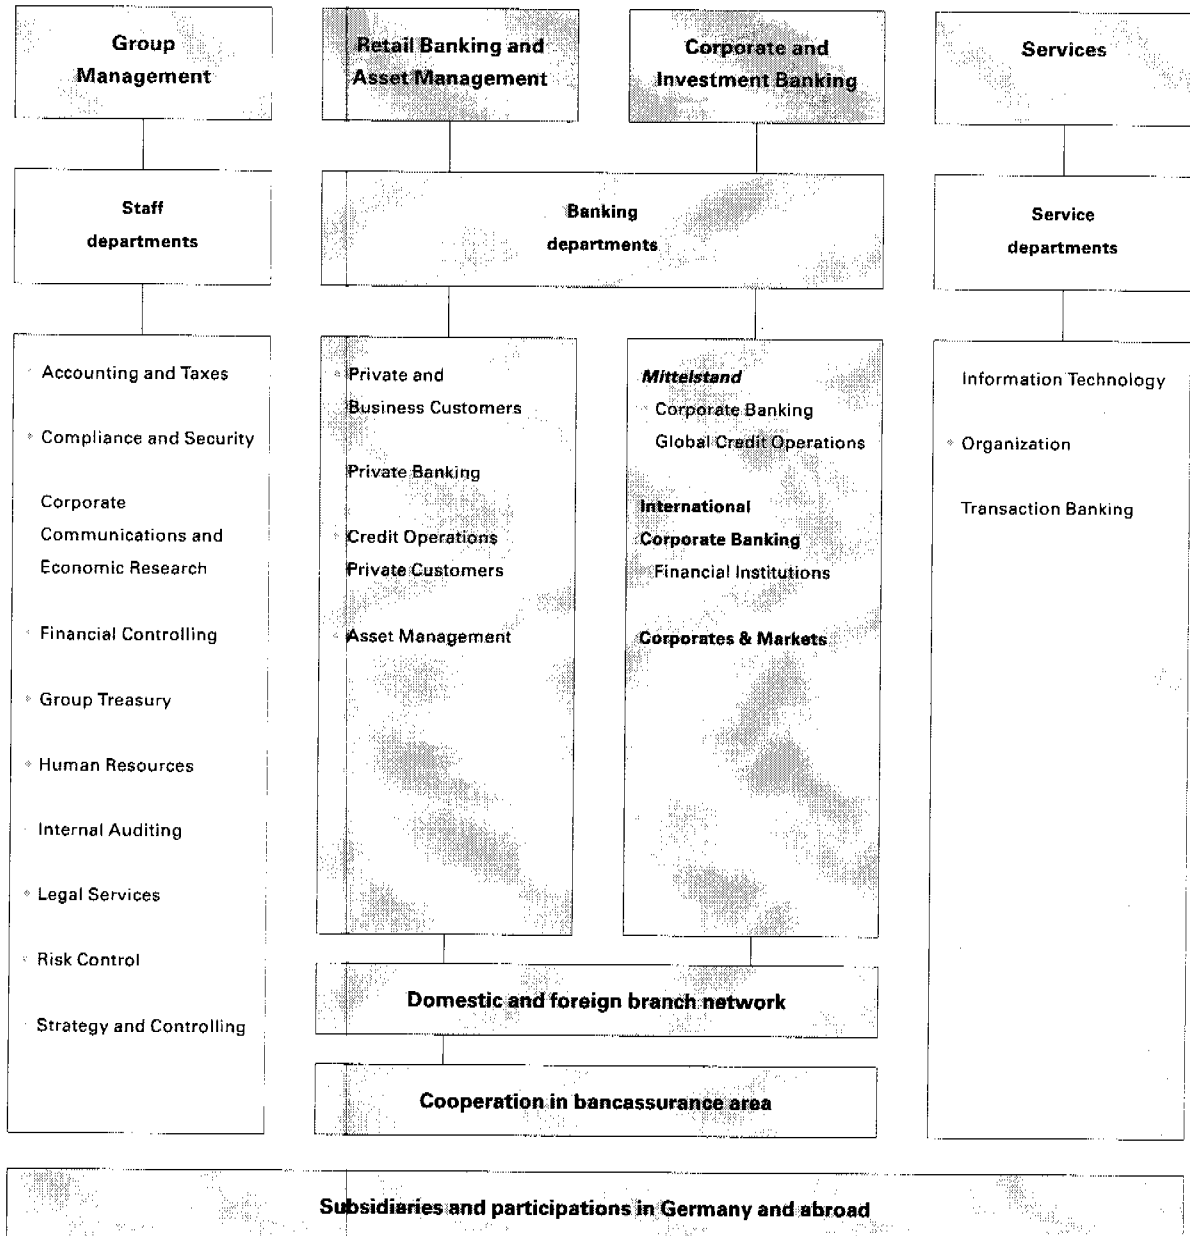 Group
Management
Retail Banking and
Asset Management
Corporate and
Investment Banking
Services
Staff
departments
Banking
departments
Service
departments
Accounting and Taxes
Compliance and Security
Corporate
Communications and
Economic Research
Financial Controlling
Group Treasury
Human Resources
Internal Auditing
Legal Services
Risk Control
Strategy and Controlling
Private and
Business Customers
Private Banking
Credit Operations
Private Customers
Asset Management
Mittelstand
Corporate Banking
Global Credit Operations
International
Corporate Banking
Financial Institutions
Corporates & Markets
Information Technology
Organization
Transaction Banking
Domestic and foreign branch network
Cooperation in bancassurance area
Subsidiaries and participations in Germany and abroad